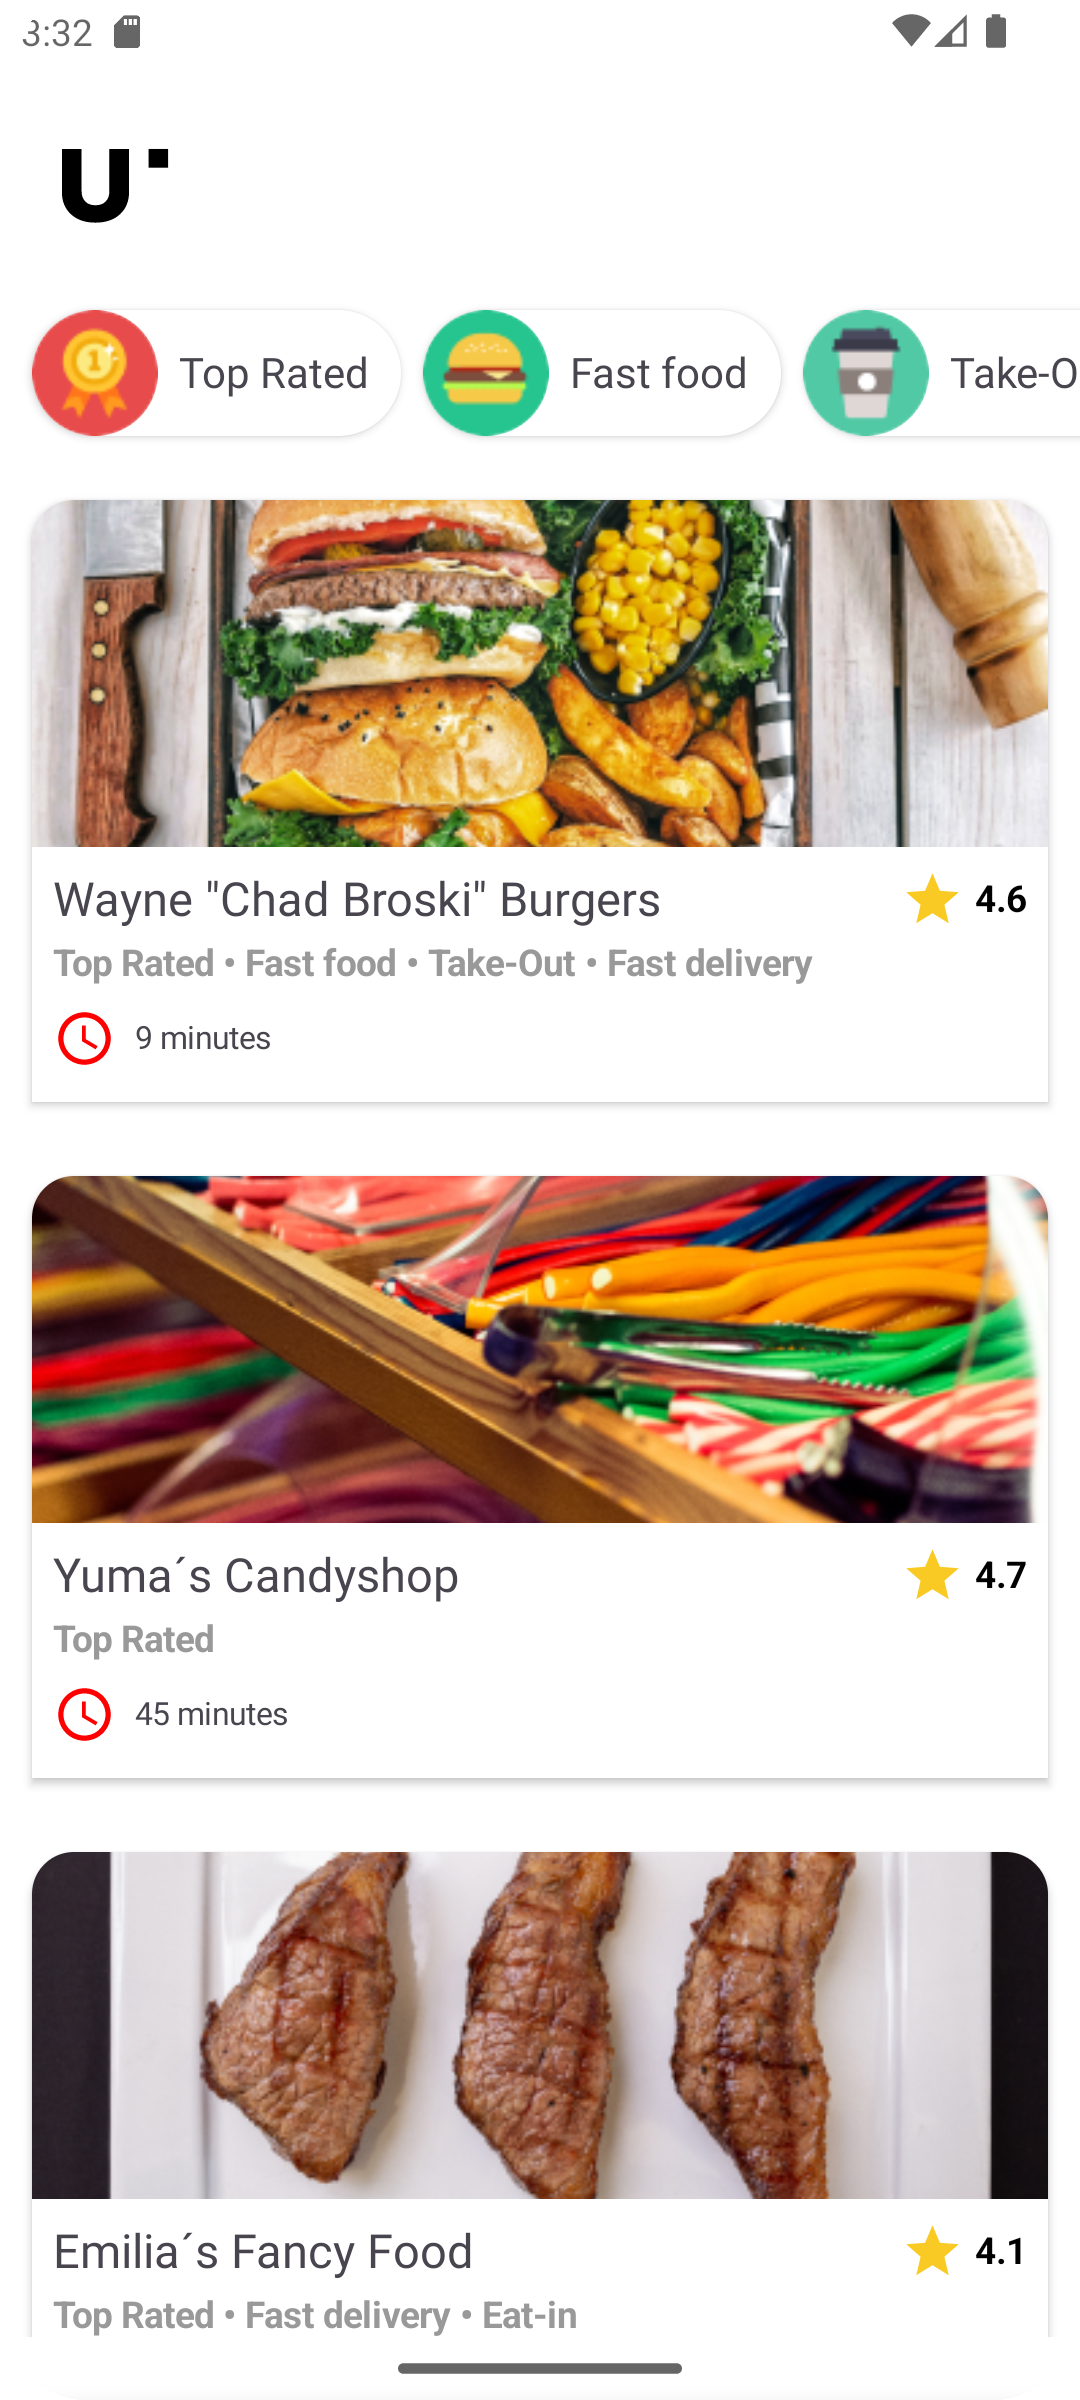 3:32
U
Top Rated
Fast food
Take-O
Wayne "Chad Broski" Burgers
4.6
Top Rated • Fast food • Take-Out • Fast delivery
9 minutes
Yuma´s Candyshop
4.7
Top Rated
45 minutes
Emilia´s Fancy Food
4.1
Top Rated • Fast delivery • Eat-in